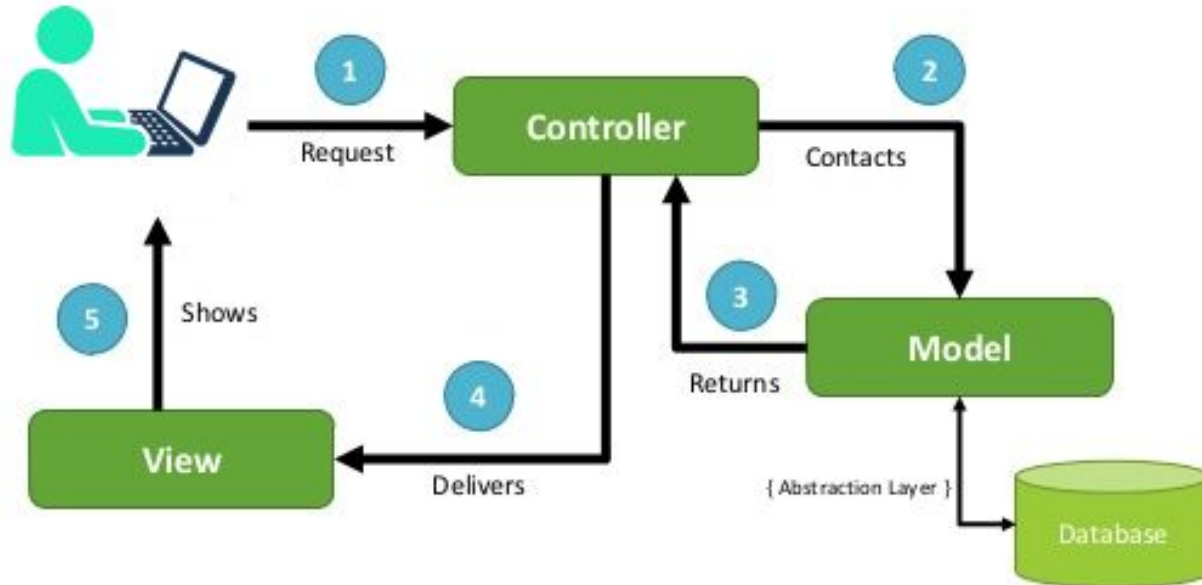 1
Request
Controller
2
Contacts
3
Returns
Model
4
Delivers
5
Shows
View
{ Abstraction Layer }
Database